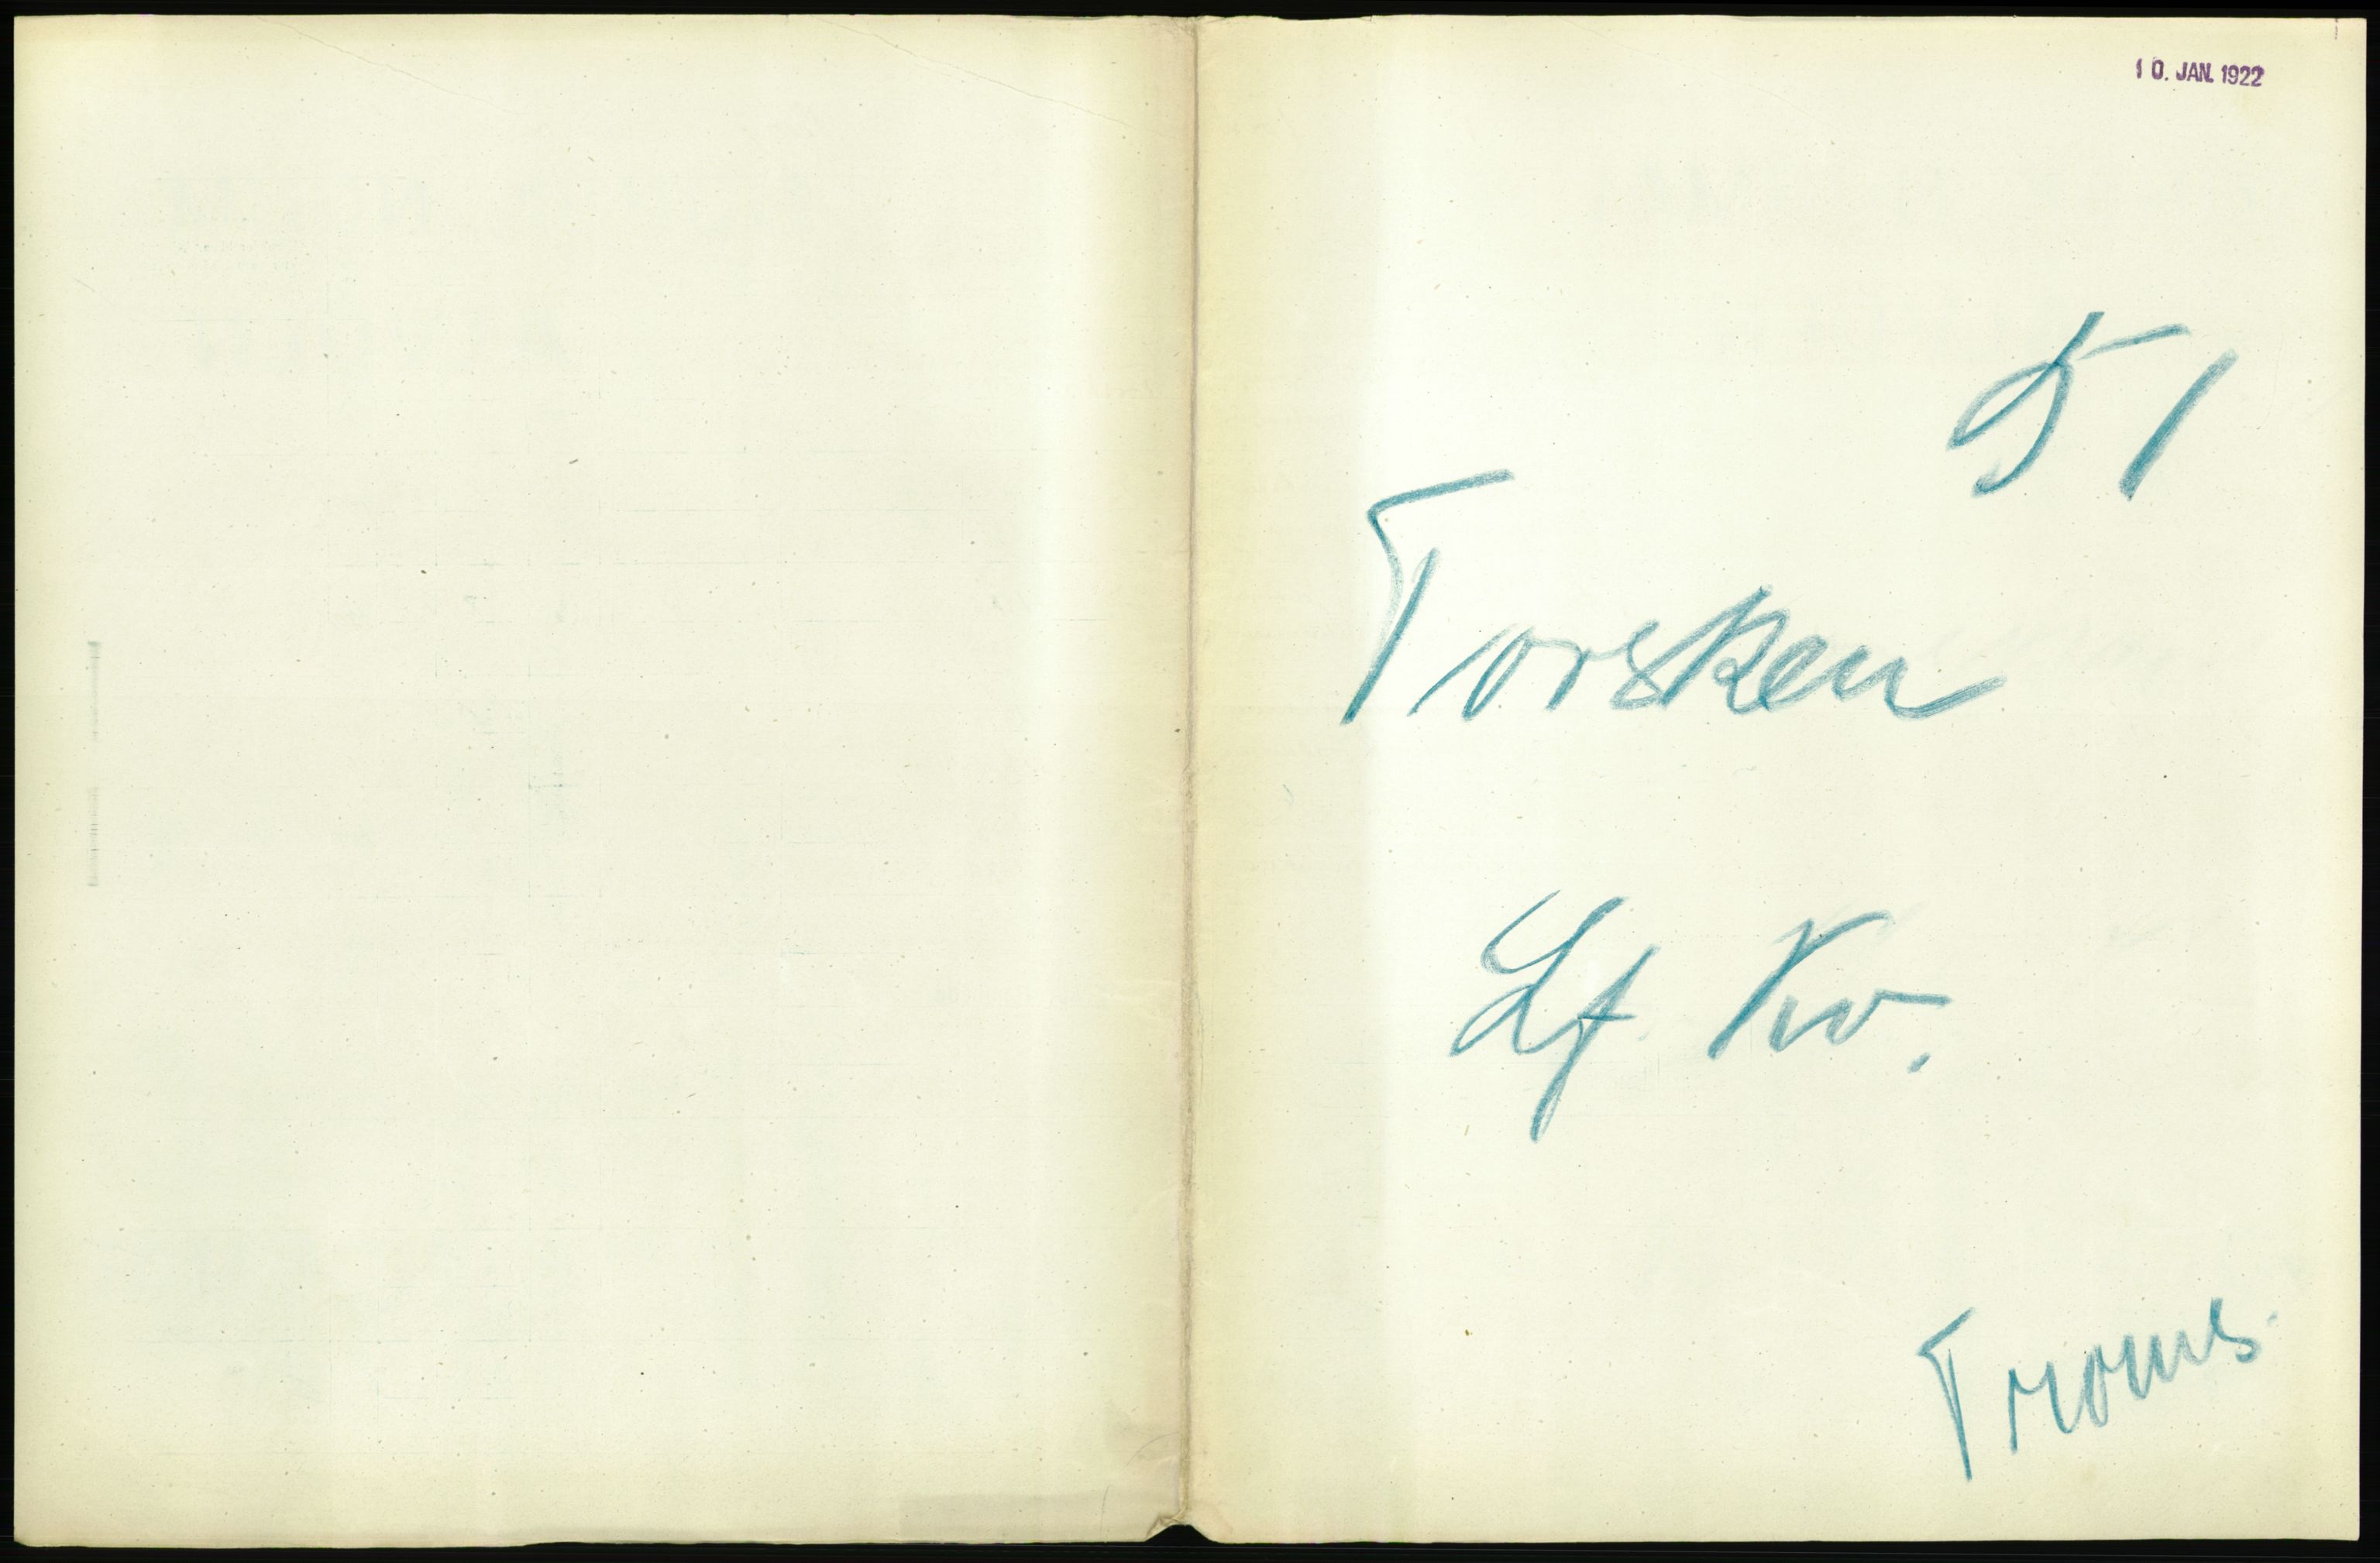 10. JAN. 1922
51
Torsken
Lf. Kv.
Troms